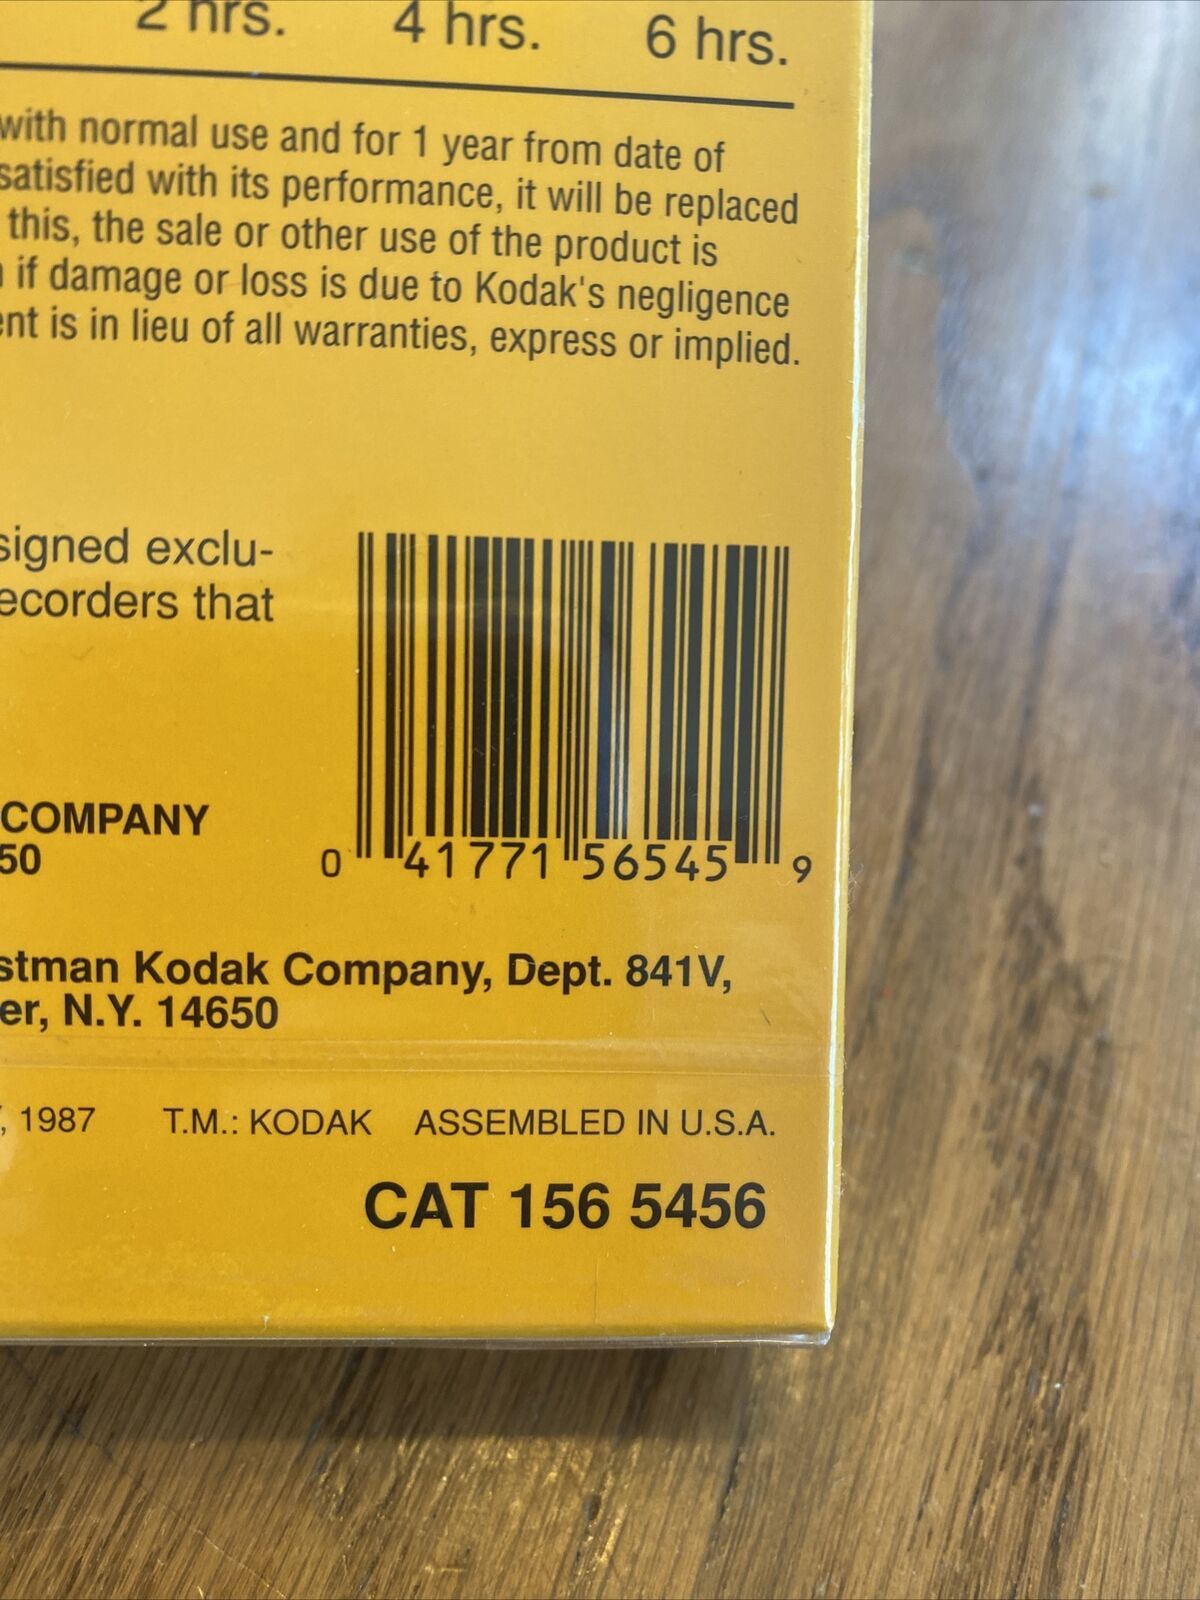 2 hrs. 4 hrs. 6 hrs.
with normal use and for 1 year from date of
satisfied with its performance, it will be replaced
this, the sale or other use of the product is
if damage or loss is due to Kodak's negligence
ent is in lieu of all warranties, express or implied.
signed exclu-
ecorders that
COMPANY
50
0 41771 56545 9
stman Kodak Company, Dept. 841V,
er, N.Y. 14650
, 1987 T.M.: KODAK ASSEMBLED IN U.S.A.
CAT 156 5456